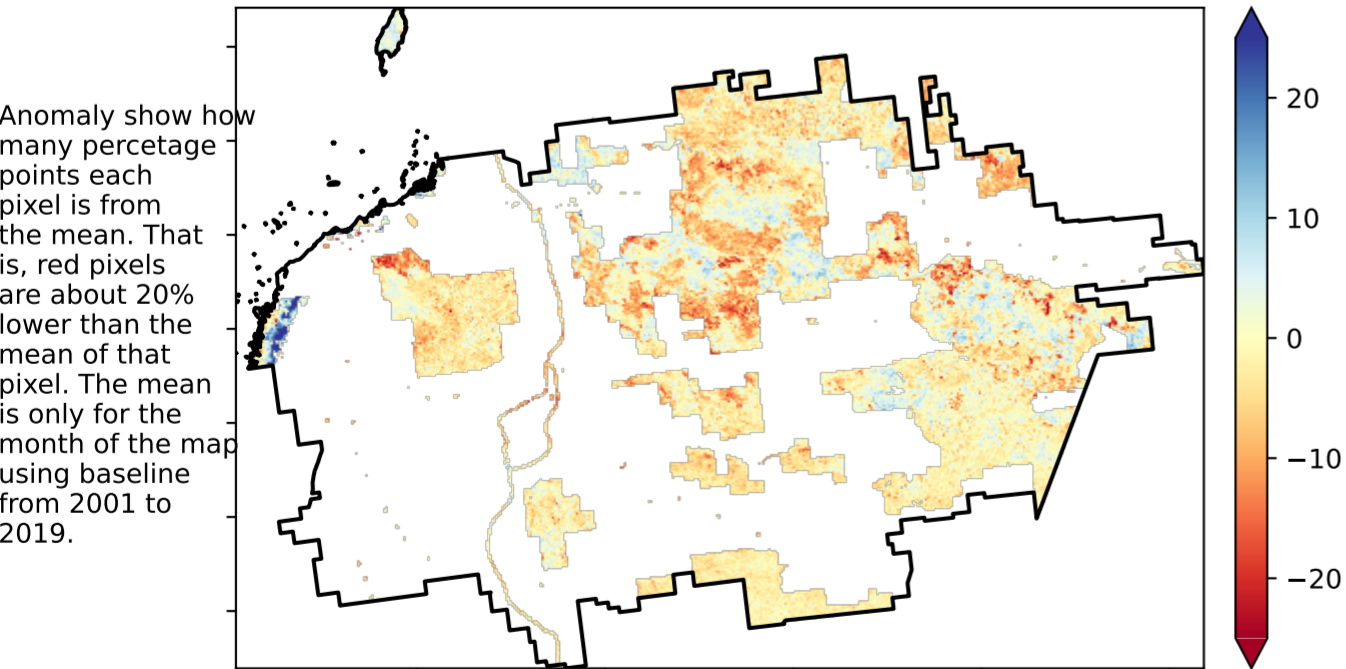 Anomaly show how
many percetage
points each
pixel is from
the mean. That
is, red pixels
are about 20%
lower than the
mean of that
pixel. The mean
is only for the
month of the map
using baseline
from 2001 to
2019.
20
10
0
−10
−20